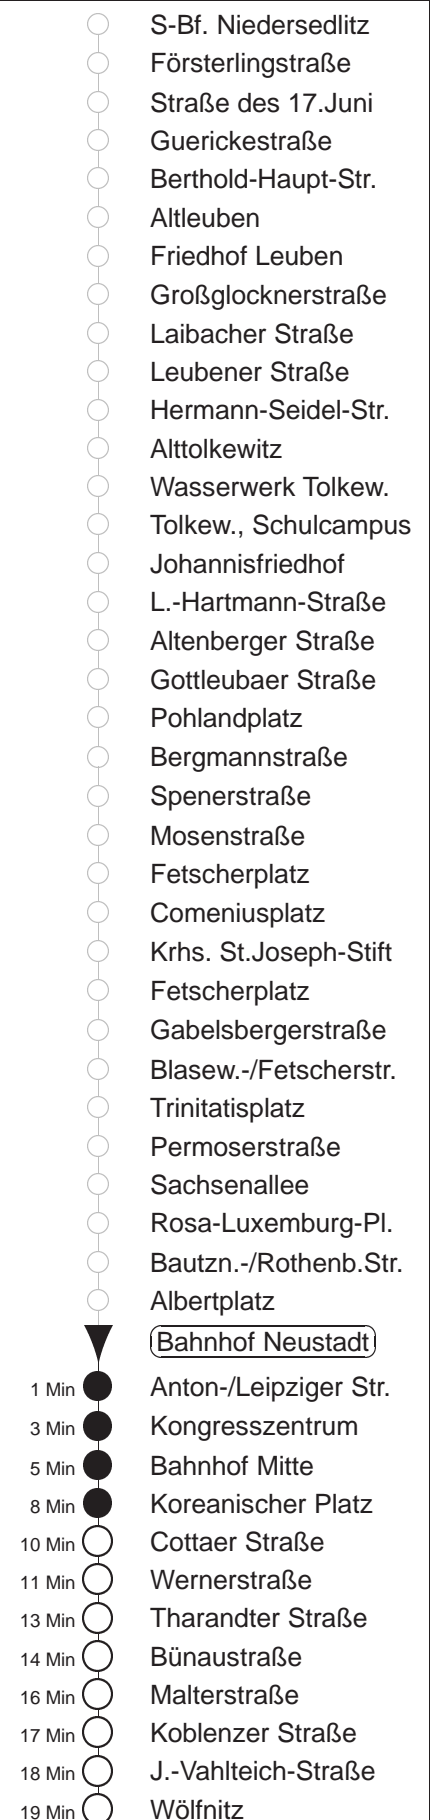 S-Bf. Niedersedlitz
Försterlingstraße
Straße des 17.Juni
Guerickestraße
Berthold-Haupt-Str.
Altleuben
Friedhof Leuben
Großglocknerstraße
Laibacher Straße
Leubener Straße
Hermann-Seidel-Str.
Alttolkewitz
Wasserwerk Tolkew.
Tolkew., Schulcampus
Johannisfriedhof
L.-Hartmann-Straße
Altenberger Straße
Gottleubaer Straße
Pohlandplatz
Bergmannstraße
Spenerstraße
Mosenstraße
Fetscherplatz
Comeniusplatz
Krhs. St.Joseph-Stift
Fetscherplatz
Gabelsbergerstraße
Blasew.-/Fetscherstr.
Trinitatisplatz
Permoserstraße
Sachsenallee
Rosa-Luxemburg-Pl.
Bautzn.-/Rothenb.Str.
Albertplatz
Bahnhof Neustadt
1 Min Anton-/Leipziger Str.
3 Min Kongresszentrum
5 Min Bahnhof Mitte
8 Min Koreanischer Platz
10 Min Cottaer Straße
11 Min Wernerstraße
13 Min Tharandter Straße
14 Min Bünaustraße
16 Min Malterstraße
17 Min Koblenzer Straße
18 Min J.-Vahlteich-Straße
19 Min Wölfnitz